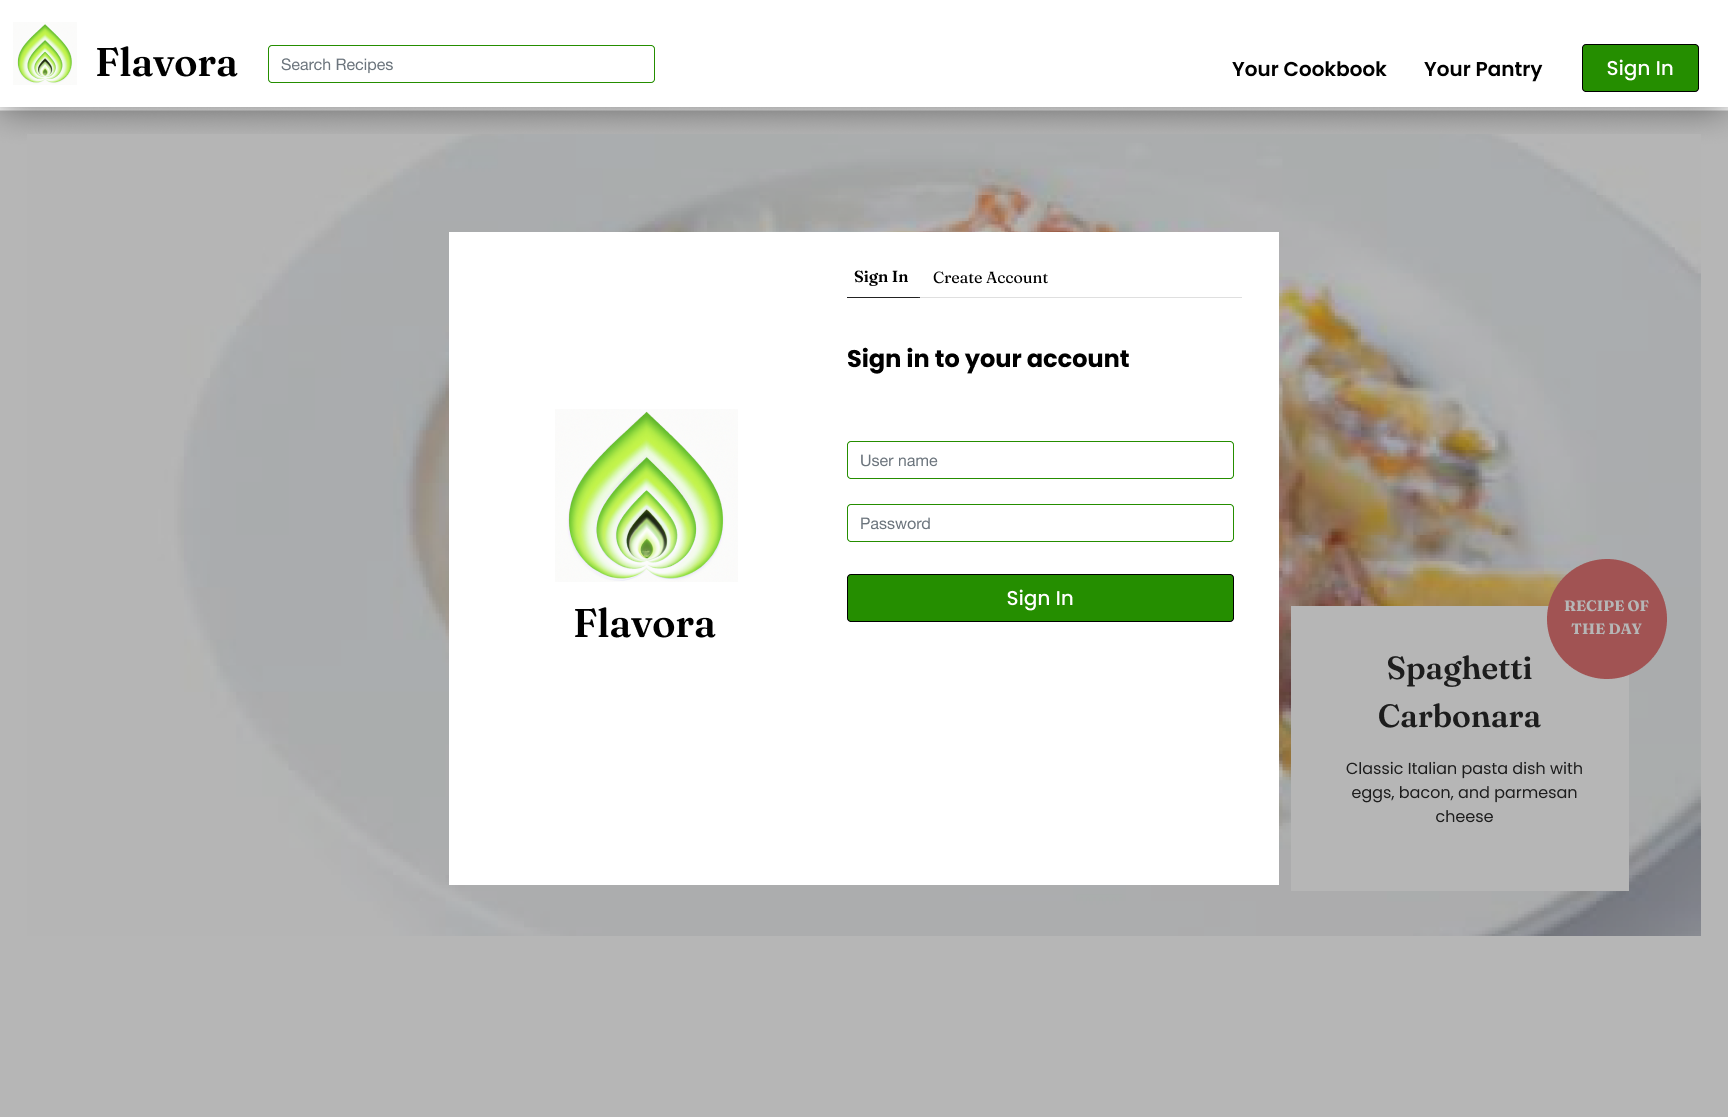 Flavora
Search Recipes
Your Cookbook
Your Pantry
Sign In
Sign In
Create Account
Sign in to your account
User name
Password
Sign In
Flavora
RECIPE OF
THE DAY
Spaghetti
Carbonara
Classic Italian pasta dish with
eggs, bacon, and parmesan
cheese